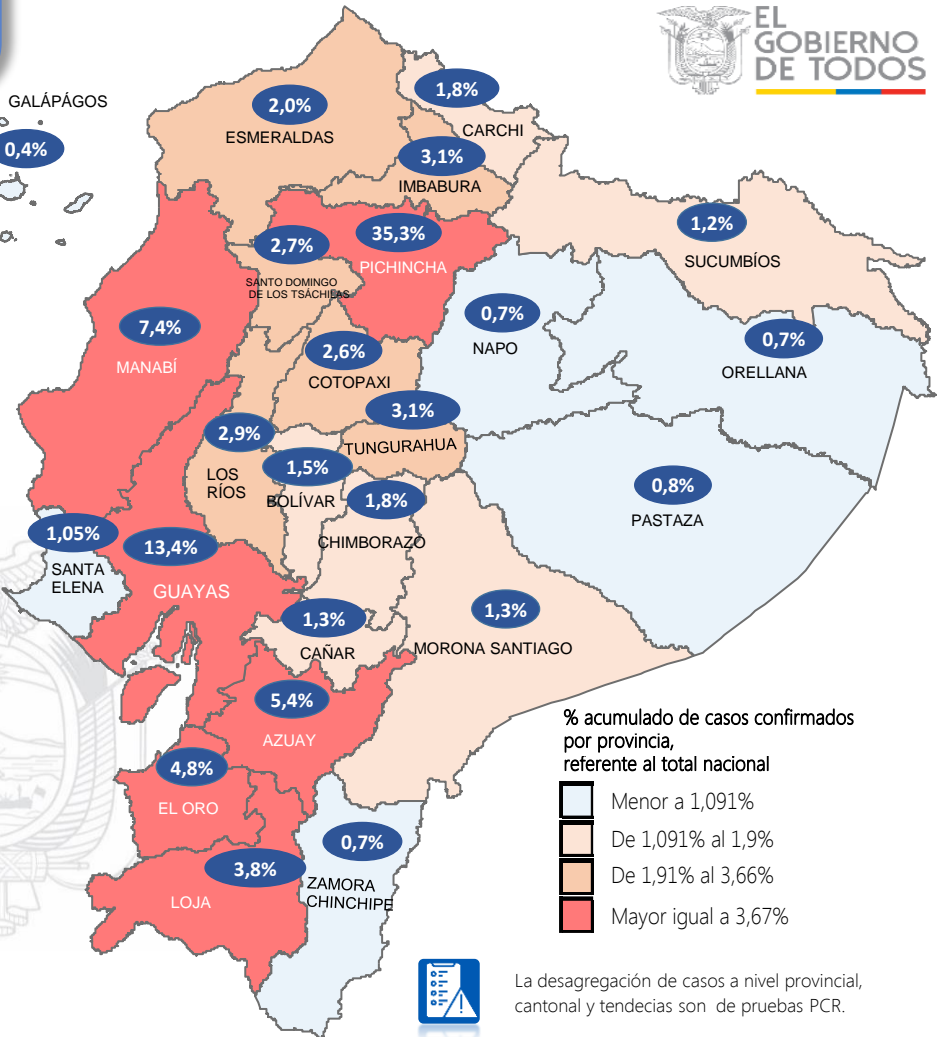 EL
GOBIERNO
DE TODOS
GALÁPAGOS
0,4%
2,0%
ESMERALDAS
1,8%
CARCHI
3,1%
IMBABURA
1,2%
SUCUMBÍOS
2,7%
SANTO DOMINGO
DE LOS TSÁCHILAS
35,3%
PICHINCHA
7,4%
MANABÍ
0,7%
NAPO
0,7%
ORELLANA
2,6%
COTOPAXI
3,1%
TUNGURAHUA
2,9%
LOS
RÍOS
1,5%
BOLÍVAR
1,8%
CHIMBORAZO
0,8%
PASTAZA
1,05%
SANTA
ELENA
13,4%
GUAYAS
1,3%
CAÑAR
1,3%
MORONA SANTIAGO
5,4%
AZUAY
4,8%
EL ORO
3,8%
LOJA
0,7%
ZAMORA
CHINCHIPE
% acumulado de casos confirmados
por provincia,
referente al total nacional
Menor a 1,091%
De 1,091% al 1,9%
De 1,91% al 3,66%
Mayor igual a 3,67%
La desagregación de casos a nivel provincial,
cantonal y tendecias son de pruebas PCR.